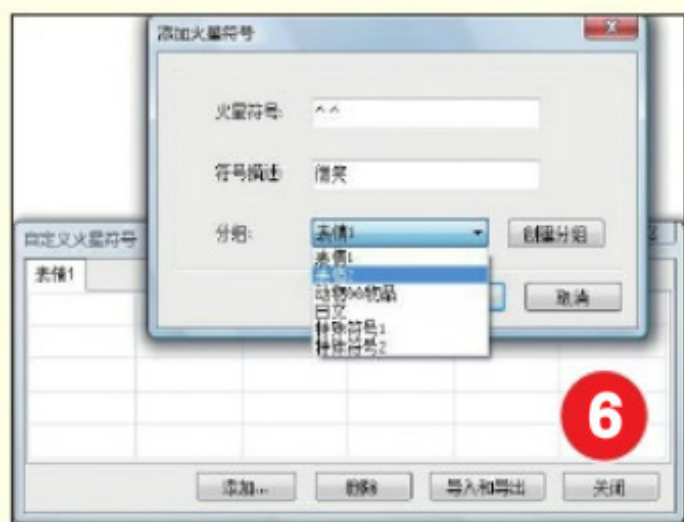 添加火星符号
火星符号: ^ ^
符号描述: 微笑
分组: 表情1 创建分组
表情1
表情2
动物&物品
日文
特殊符号1
特殊符号2
取消
自定义火星符号
表情1
6
添加... 删除 导入和导出 关闭